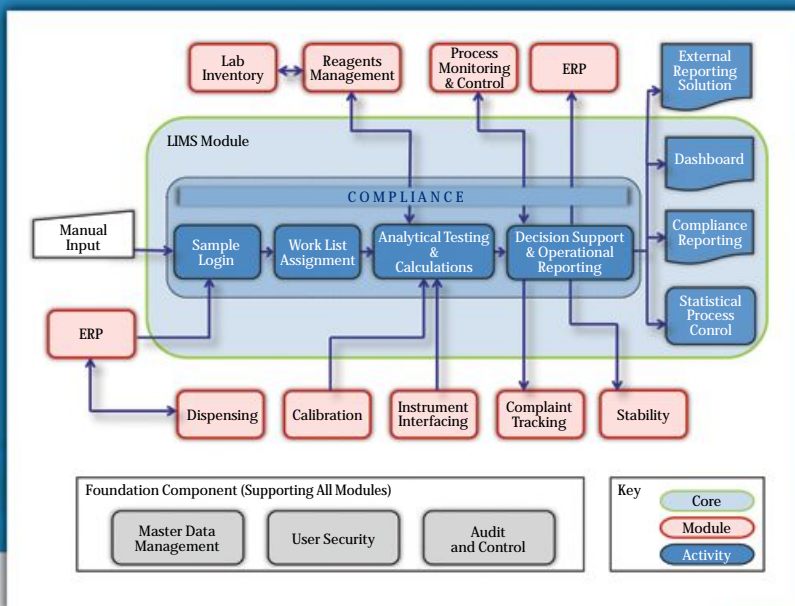 Lab
Inventory
Reagents
Management
Process
Monitoring
& Control
ERP
External
Reporting
Solution
LIMS Module
Dashboard
COMPLIANCE
Manual
Input
Sample
Login
Work List
Assignment
Analytical Testing
&
Calculations
Decision Support
& Operational
Reporting
Compliance
Reporting
Statistical
Process
Conrol
ERP
Dispensing
Calibration
Instrument
Interfacing
Complaint
Tracking
Stability
Foundation Component (Supporting All Modules)
Master Data
Management
User Security
Audit
and Control
Key
Core
Module
Activity